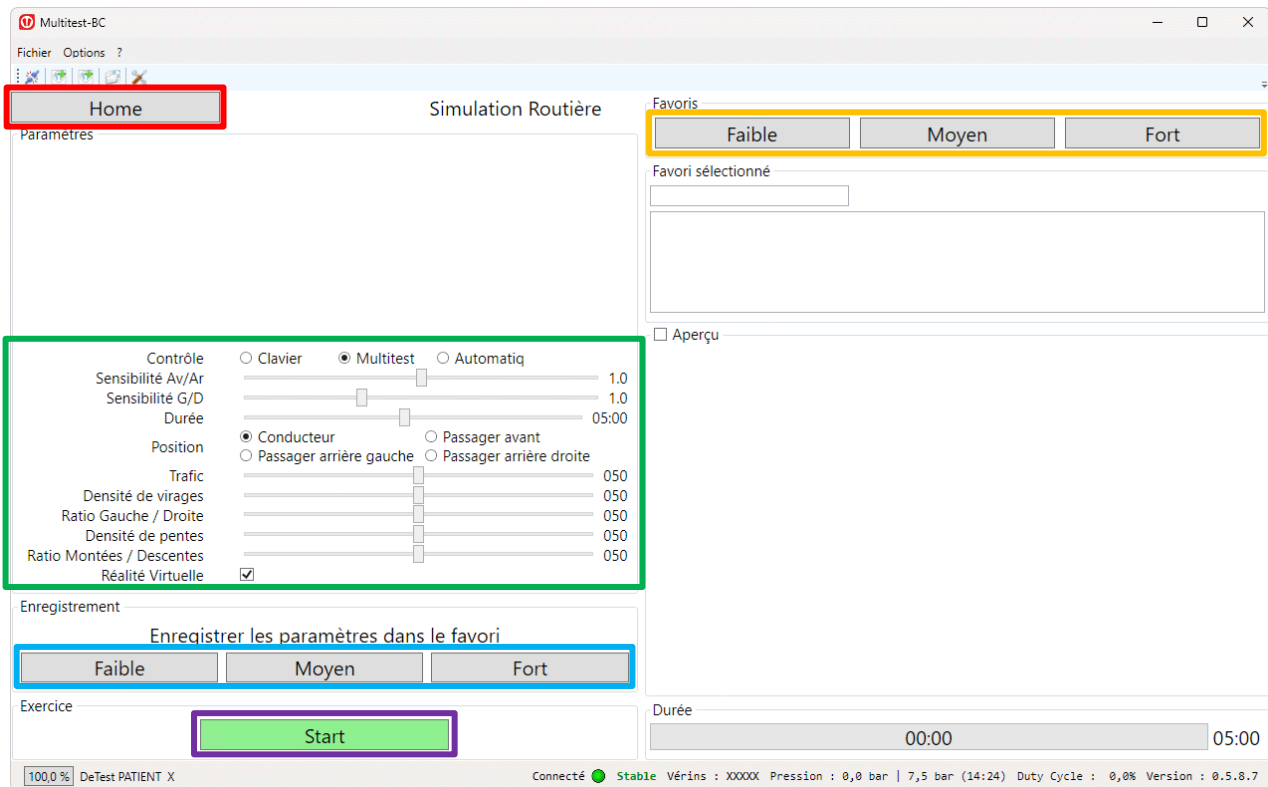 Multitest-BC
Fichier Options ?
Home
Simulation Routière
Paramètres
Contrôle Clavier Multitest Automatiq
Sensibilité Av/Ar 1.0
Sensibilité G/D 1.0
Durée 05:00
Position Conducteur Passager avant
Passager arrière gauche Passager arrière droite
Trafic 050
Densité de virages 050
Ratio Gauche / Droite 050
Densité de pentes 050
Ratio Montées / Descentes 050
Réalité Virtuelle
Enregistrement
Enregistrer les paramètres dans le favori
Faible Moyen Fort
Exercice
Start
Favoris
Faible Moyen Fort
Favori sélectionné
Aperçu
Durée
00:00 05:00
100,0 % DeTest PATIENT X Connecté Stable Vérins : XXXXX Pression : 0,0 bar | 7,5 bar (14:24) Duty Cycle : 0,0% Version : 0.5.8.7